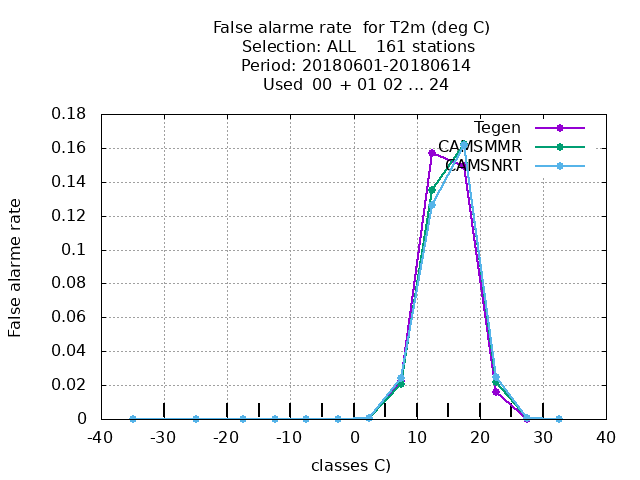 False alarme rate  for T2m (deg C)
Selection: ALL    161 stations
Period: 20180601-20180614
Used  00  + 01 02 ... 24
False alarme rate
0.18
0.16
0.14
0.12
0.1
0.08
0.06
0.04
0.02
0
Tegen
CAMSMMR
CAMSNRT
-40 -30 -20 -10 0 10 20 30 40
classes C)